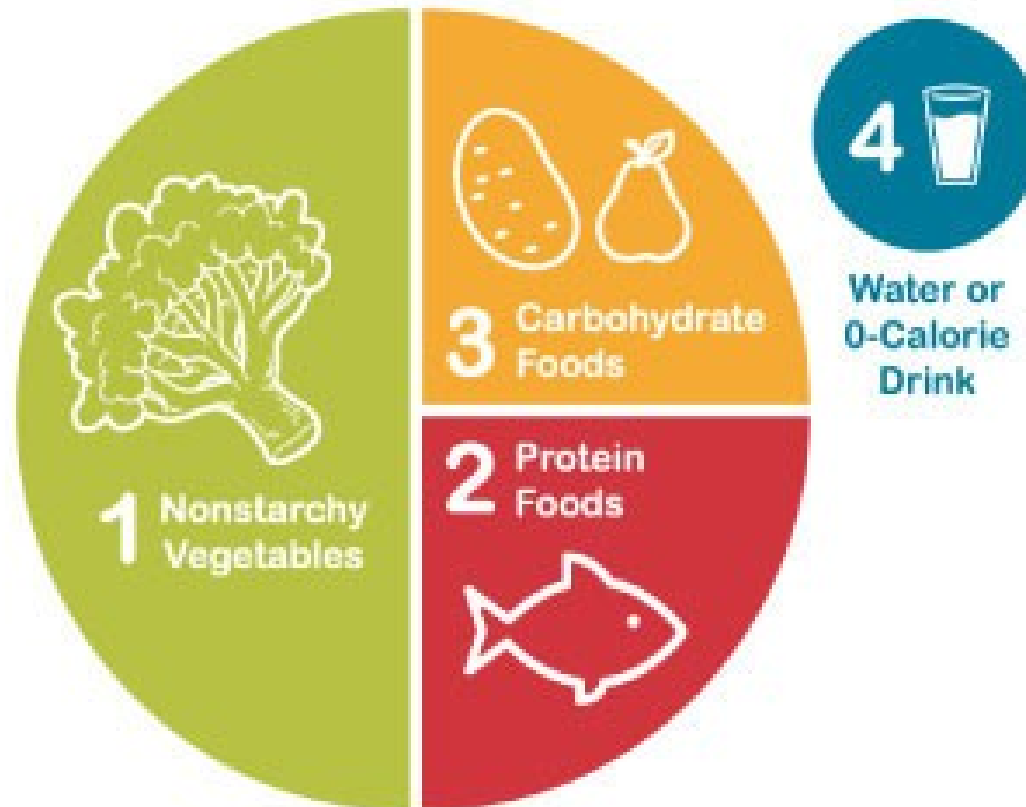 1 Nonstarchy
Vegetables
2 Protein
Foods
3 Carbohydrate
Foods
4
Water or
0-Calorie
Drink